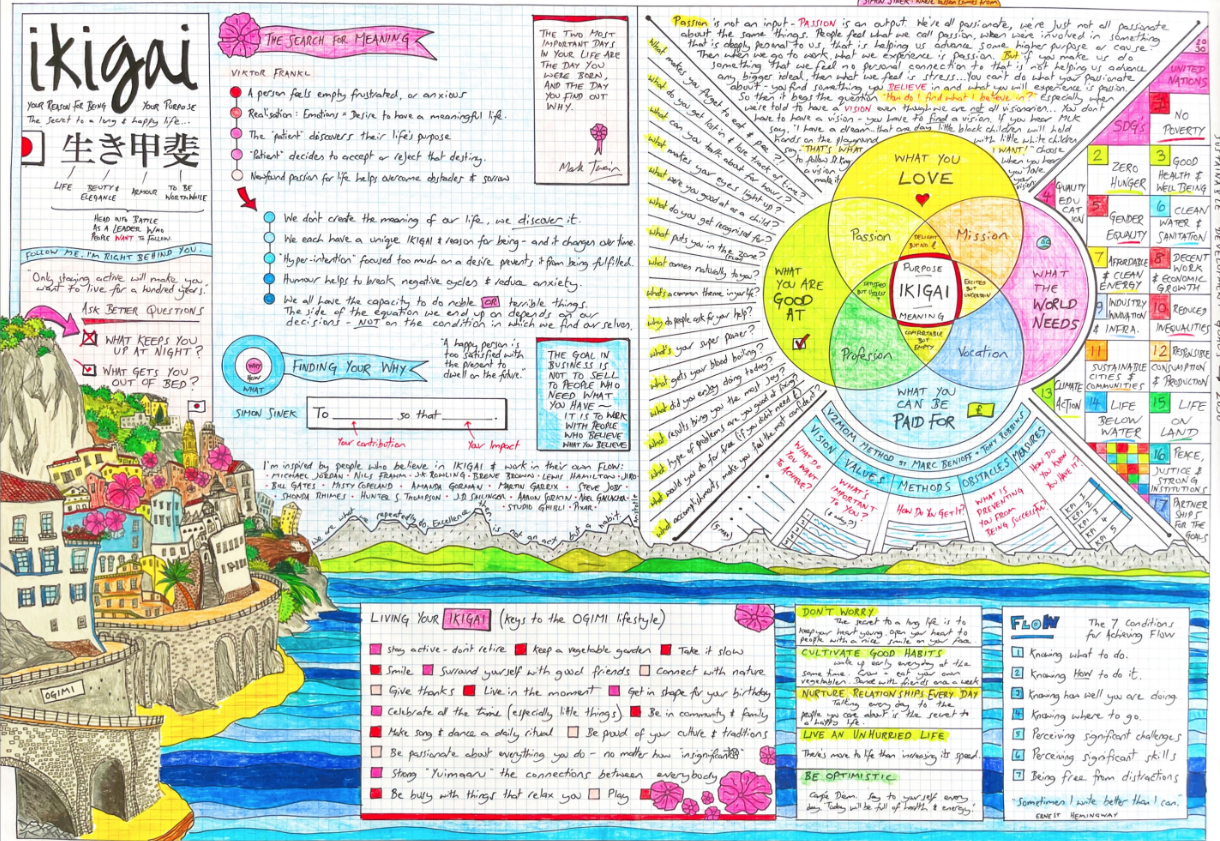 ikigai
YOUR REASON FOR BEING YOUR PURPOSE
The secret to a long & happy life...
生き甲斐
LIFE
BEUTY & ELEGANCE
ARMOUR
TO BE WORTHWHILE
HEAD INTO BATTLE
AS A LEADER WHO
PEOPLE WANT TO FOLLOW
FOLLOW ME, I'M RIGHT BEHIND YOU.
"Only staying active will make you
want to live for a hundred years."
ASK BETTER QUESTIONS
WHAT KEEPS YOU
UP AT NIGHT?
WHAT GETS YOU
OUT OF BED?
OGIMI
THE SEARCH FOR MEANING
VIKTOR FRANKL
A person feels empty frustrated, or anxious
Realisation: Emotions = Desire to have a meaningful life.
The 'patient' discovers their life's purpose
"Patient" decides to accept or reject that destiny.
Newfound passion for life helps overcome obstacles & sorrow
We don't create the meaning of our life, we discover it.
We each have a unique IKIGAI & reason for being - and it changes over time.
"Hyper-intention" focused too much on a desire prevents it from being fulfilled.
Humour helps to break negative cycles & reduce anxiety.
We all have the capacity to do noble OR terrible things.
The side of the equation we end up on depends on our
decisions - NOT on the condition in which we find our selves.
THE TWO MOST
IMPORTANT DAYS
IN YOUR LIFE ARE
THE DAY YOU
WERE BORN,
AND THE DAY
YOU FIND OUT
WHY.
Mark Twain
WHY
HOW
WHAT
FINDING YOUR WHY
"A happy person is
too satisfied with
the present to
dwell on the future."
THE GOAL IN
BUSINESS IS
NOT TO SELL
TO PEOPLE WHO
NEED WHAT
YOU HAVE -
IT IS TO WORK
WITH PEOPLE
WHO BELIEVE
WHAT YOU BELIEVE
SIMON SINEK
To ________ so that ________.
Your contribution
Your Impact
I'm inspired by people who believe in IKIGAI & work in their own FLOW:
MICHAEL JORDAN · NILS FRAHM · JK ROWLING · BRENE BROWN · LEWIS HAMILTON · JIRO
BILL GATES · MISTY COPELAND · AMANDA GORMAN · MARTIN GARRIX · STEVE JOBS
SHONDA RHIMES · HUNTER S THOMPSON · J.D SALINGER · AARON SORKIN · NEIL GAIMAN
STUDIO GHIBLI · PIXAR
we are what repeatedly do. Excellence then is not an act, but a habit.
Passion is not an input - PASSION is an output. We're all passionate, we're just not all passionate
about the same things. People feel what we call passion, when we're involved in something
that is deeply personal to us, that is helping us advance some higher purpose or cause?
Then when we go to work, what we experience is passion. But if you make us do
something that we feel no personal connection to that is not helping us advance
any bigger ideal, then what we feel is stress... You can't do what your passionate
about - you find something you BELIEVE in and what you will experience is passion.
So then it begs the question "How do I find what I believe in?" Especially when
we're told to have a VISION even though we are not all visionaries... You don't
have to have a vision - you have to find a vision. If you hear MLK
say, "I have a dream... that one day little black children will hold
hands on the playground with little white children
say - THAT'S WHAT I WANT!" choose
What makes you forget to eat & pee?
What do you get lost in & lose track of time?
What can you talk about for hours?
What makes your eyes light up?
What were you good at as a child?
What do you get recognised for?
What puts you in the zone?
What comes naturally to you?
What's a common theme in your life?
Why do people ask for your help?
What's your super power?
What gets your blood boiling?
What did you enjoy doing today?
What results bring you the most joy?
What type of problems are you good at fixing?
What would you do for free (if you didn't need £)
What accomplishments make you feel the most confident?
WHAT YOU
LOVE
Passion
DELIGHT BUT NO £
Mission
WHAT
YOU ARE
GOOD
AT
PURPOSE
IKIGAI
MEANING
SATISFIED BUT USELESS
EXCITED BUT UNCERTAIN
COMFORTABLE BUT EMPTY
WHAT
THE
WORLD
NEEDS
Profession
Vocation
WHAT YOU
CAN BE
PAID FOR
£
V2MOM METHOD by MARC BENIOFF · TONY ROBBINS
VISION VALUES METHODS OBSTACLES MEASURES
WHAT DO YOU WANT TO ACHIEVE?
WHAT'S IMPORTANT TO YOU?
HOW DO YOU GET IT?
WHAT IS PREVENTING YOU FROM BEING SUCCESSFUL?
HOW DO YOU KNOW YOU HAVE IT?
KPI 1
KPI 2
KPI 3
KPI 4
KPI 5
2030
UNITED
NATIONS
SDG's
SUSTAINABLE DEVELOPMENT
1 NO POVERTY
2 ZERO HUNGER
3 GOOD HEALTH & WELL BEING
4 QUALITY EDUCATION
5 GENDER EQUALITY
6 CLEAN WATER & SANITATION
7 AFFORDABLE & CLEAN ENERGY
8 DECENT WORK & ECONOMIC GROWTH
9 INDUSTRY INNOVATION & INFRA.
10 REDUCED INEQUALITIES
11 SUSTAINABLE CITIES & COMMUNITIES
12 RESPONSIBLE CONSUMPTION & PRODUCTION
13 CLIMATE ACTION
14 LIFE BELOW WATER
15 LIFE ON LAND
16 PEACE, JUSTICE & STRONG INSTITUTIONS
17 PARTNERSHIPS FOR THE GOALS
LIVING YOUR IKIGAI (keys to the OGIMI lifestyle)
Stay active - don't retire Keep a vegetable garden Take it slow
Smile Surround yourself with good friends Connect with nature
Give thanks Live in the moment Get in shape for your birthday
Celebrate all the time (especially little things) Be in community & family
Make song & dance a daily ritual Be proud of your culture & traditions
Be passionate about everything you do - no matter how insignificant
Strong "Yuimaaru" the connections between everybody
Be busy with things that relax you Play
DON'T WORRY
The secret to a long life is to
keep your heart young. Open your heart to
people with a nice smile on your face.
CULTIVATE GOOD HABITS
wake up early everyday at the
same time. Grow & eat your own
vegetables. Dance with friends once a week
NURTURE RELATIONSHIPS EVERY DAY
Talking every day to the
people you care about is the secret to
a happy life.
LIVE AN UNHURRIED LIFE
There's more to life than increasing its speed.
BE OPTIMISTIC
Carpe Diem. Say to yourself every
day "Today will be full of health & energy!"
FLOW The 7 Conditions
for Achieving Flow
1 Knowing what to do.
2 Knowing HOW to do it.
3 Knowing how well you are doing
4 Knowing where to go.
5 Perceiving significant challenges
6 Perceiving significant skills
7 Being free from distractions
"Sometimes I write better than I can."
ERNEST HEMINGWAY